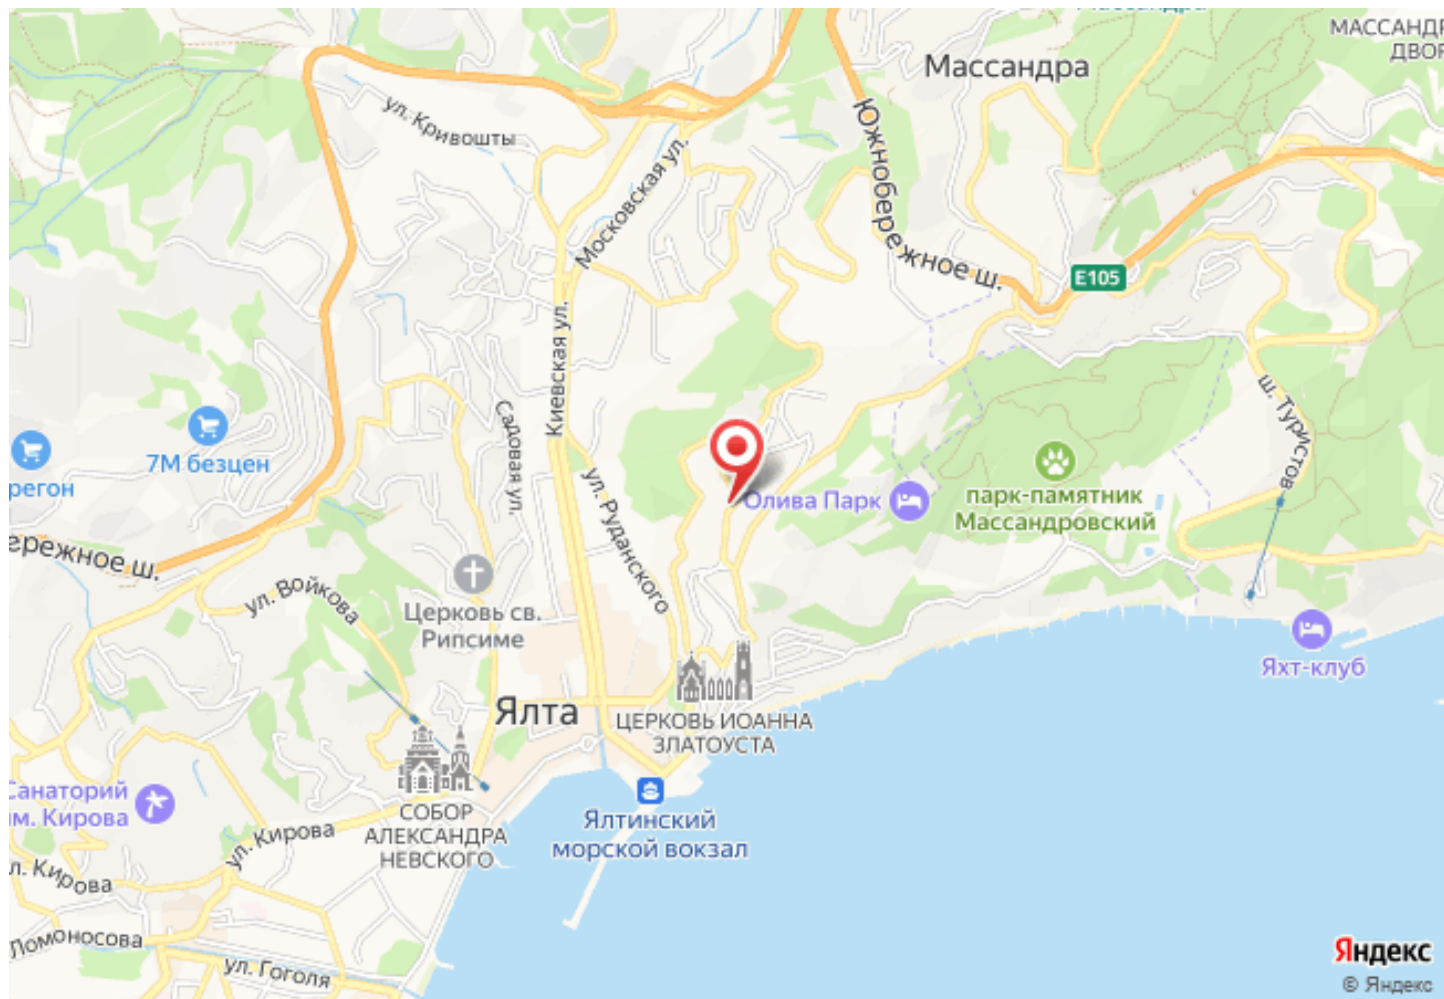 Массандра
МАССАНДР
ДВОР
Массандра
ул. Кривошты
Южнобережное ш.
Московская ул.
E105
Киевская ул.
ш. Туристов
Садовая ул.
7М безцен
регон
парк-памятник
Массандровский
Олива Парк
ул. Руданского
ережное ш.
ул. Войкова
Церковь св.
Рипсиме
Яхт-клуб
Ялта
ЦЕРКОВЬ ИОАННА
ЗЛАТОУСТА
Санаторий
им. Кирова
СОБОР
АЛЕКСАНДРА
НЕВСКОГО
Ялтинский
морской вокзал
ул. Кирова
л. Кирова
Ломоносова
ул. Гоголя
Яндекс
© Яндекс